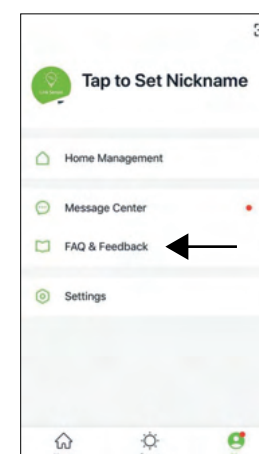 Tap to Set Nickname
Home Management
Message Center
FAQ & Feedback
Settings